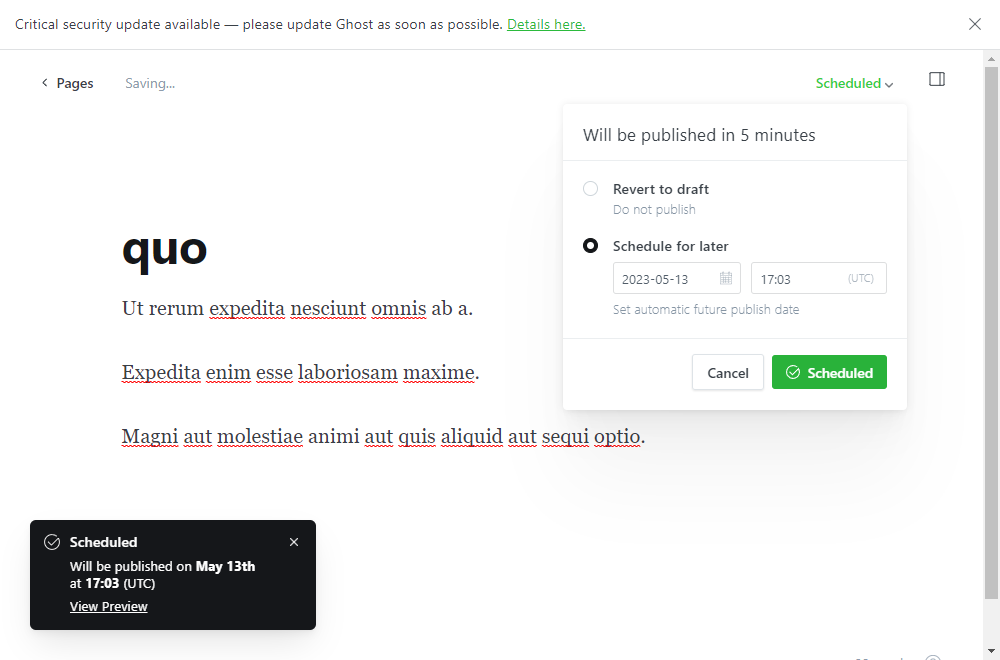 Critical security update available — please update Ghost as soon as possible. Details here.
Pages
Saving...
Scheduled
Will be published in 5 minutes
Revert to draft
Do not publish
Schedule for later
2023-05-13
17:03 (UTC)
Set automatic future publish date
Cancel
Scheduled
quo
Ut rerum expedita nesciunt omnis ab a.
Expedita enim esse laboriosam maxime.
Magni aut molestiae animi aut quis aliquid aut sequi optio.
Scheduled
Will be published on May 13th
at 17:03 (UTC)
View Preview